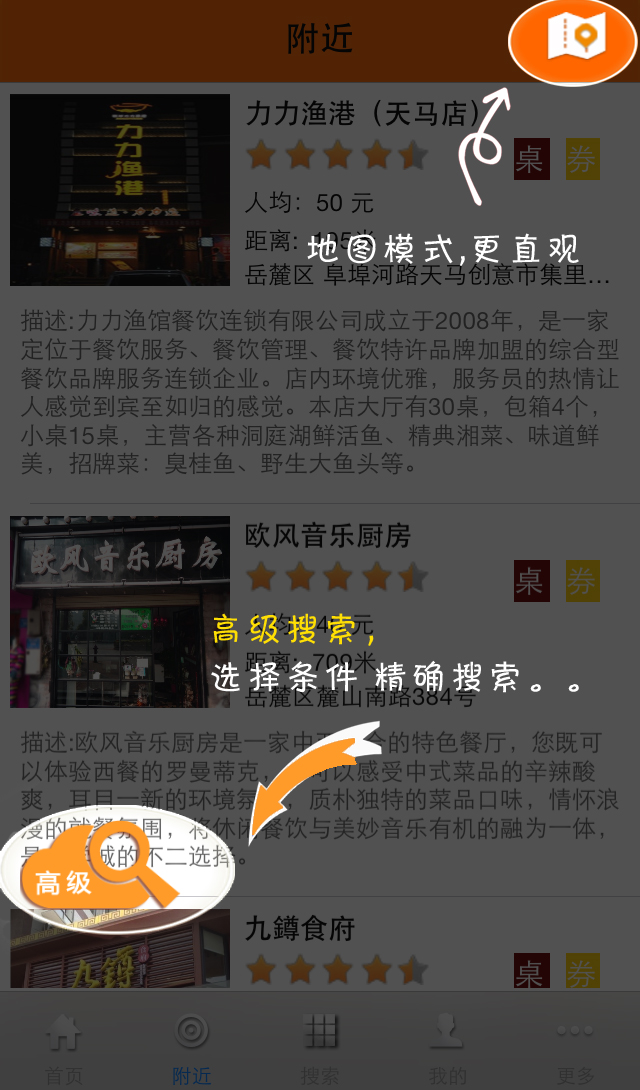 附近
力力渔港
力力渔港（天马店）
桌 券
人均：50 元
距离:
地图模式,更直观
岳麓区 阜埠河路天马创意市集里…
描述:力力渔馆餐饮连锁有限公司成立于2008年，是一家
定位于餐饮服务、餐饮管理、餐饮特许品牌加盟的综合型
餐饮品牌服务连锁企业。店内环境优雅，服务员的热情让
人感觉到宾至如归的感觉。本店大厅有30桌，包箱4个，
小桌15桌，主营各种洞庭湖鲜活鱼、精典湘菜、味道鲜
美，招牌菜：臭桂鱼、野生大鱼头等。
欧风音乐厨房
欧风音乐厨房
桌 券
元
高级搜索，
距离: 700米
选择条件 精确搜索。。
岳麓区麓山南路384号
描述:欧风音乐厨房是一家中 合的特色餐厅，您既可
以体验西餐的罗曼蒂克， 可以感受中式菜品的辛辣酸
爽，耳目一新的环境氛 ，质朴独特的菜品口味，情怀浪
漫的就餐氛围，将休闲餐饮与美妙音乐有机的融为一体，
是 城的不二选择。
高级
九鐏
九鐏食府
桌 券
首页 附近 搜索 我的 更多